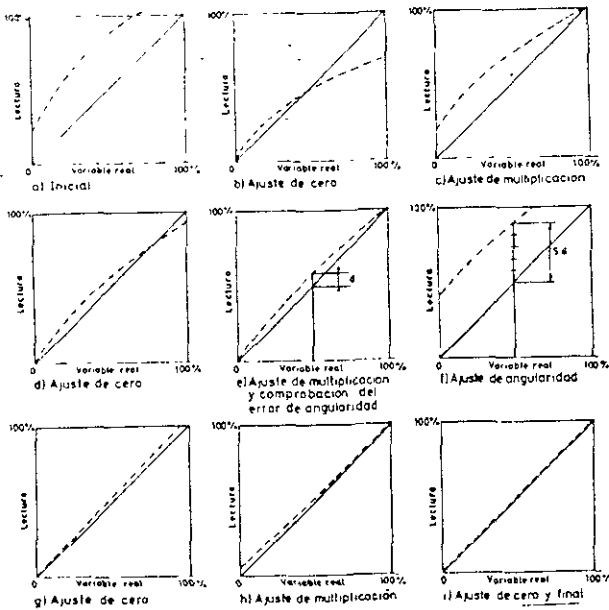 100%
Lectura
0
Variable real
100%
a) Inicial
100%
Lectura
0
Variable real
100%
b) Ajuste de cero
100%
Lectura
0
Variable real
100%
c) Ajuste de multiplicación
100%
Lectura
0
Variable real
100%
d) Ajuste de cero
100%
Lectura
d
0
Variable real
100%
e) Ajuste de multiplicacion
y comprobación del
error de angularidad
100%
Lectura
5 d
0
Variable real
100%
f) Ajuste de angularidad
100%
Lectura
0
Variable real
100%
g) Ajuste de cero
100%
Lectura
0
Variable real
100%
h) Ajuste de multiplicación
100%
Lectura
0
Variable real
100%
i) Ajuste de cero y final